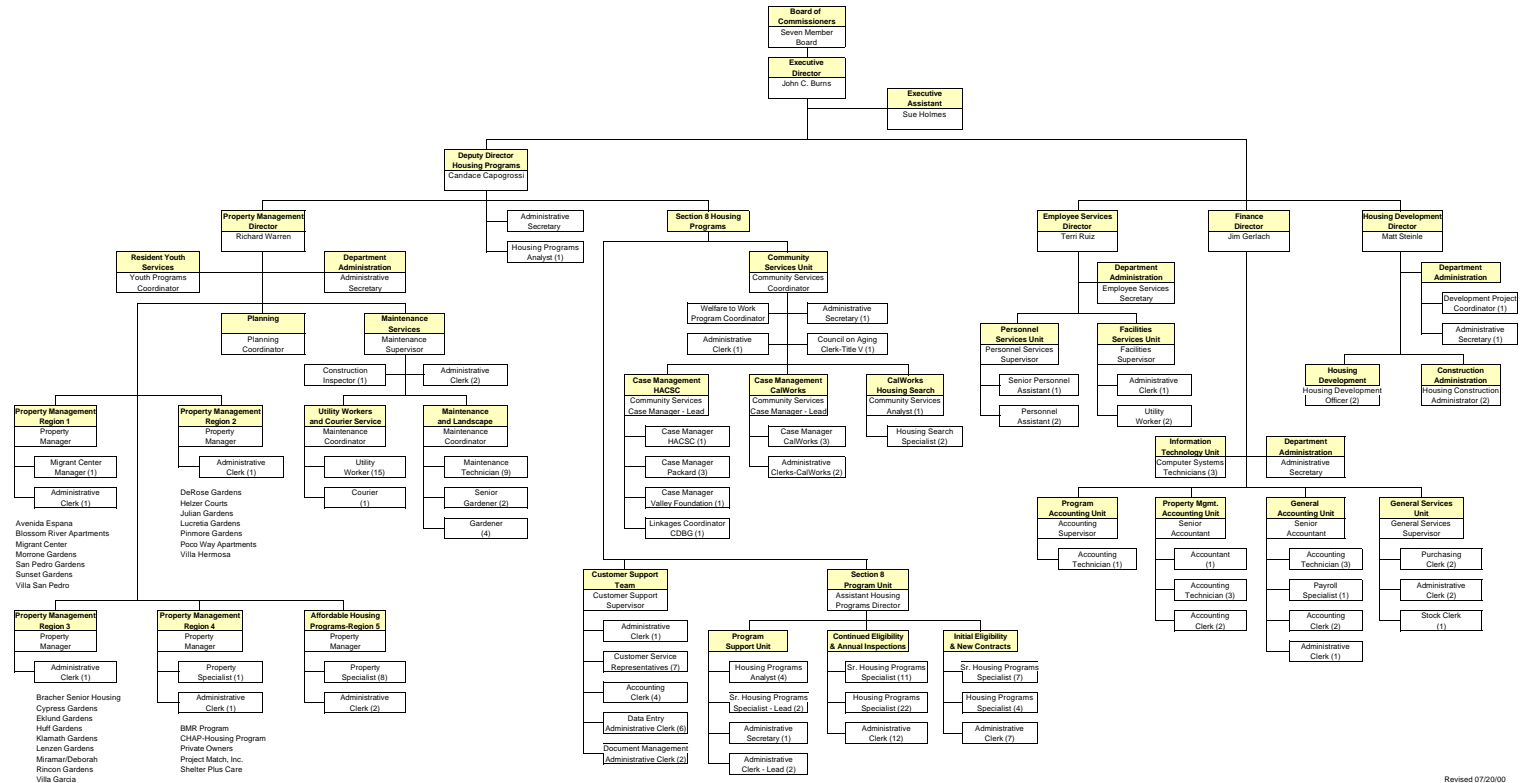 Board of
Commissioners
Seven Member
Board
Executive
Director
John C. Burns
Executive
Assistant
Sue Holmes
Deputy Director
Housing Programs
Candace Capogrossi
Property Management
Director
Richard Warren
Administrative
Secretary
Housing Programs
Analyst (1)
Section 8 Housing
Programs
Employee Services
Director
Terri Ruiz
Finance
Director
Jim Gerlach
Housing Development
Director
Matt Steinle
Resident Youth
Services
Youth Programs
Coordinator
Department
Administration
Administrative
Secretary
Planning
Planning
Coordinator
Maintenance
Services
Maintenance
Supervisor
Construction
Inspector (1)
Administrative
Clerk (2)
Property Management
Region 1
Property
Manager
Migrant Center
Manager (1)
Administrative
Clerk (1)
Avenida Espana
Blossom River Apartments
Migrant Center
Morrone Gardens
San Pedro Gardens
Sunset Gardens
Villa San Pedro
Property Management
Region 2
Property
Manager
Administrative
Clerk (1)
DeRose Gardens
Helzer Courts
Julian Gardens
Lucretia Gardens
Pinmore Gardens
Poco Way Apartments
Villa Hermosa
Utility Workers
and Courier Service
Maintenance
Coordinator
Utility
Worker (15)
Courier
(1)
Maintenance
and Landscape
Maintenance
Coordinator
Maintenance
Technician (9)
Senior
Gardener (2)
Gardener
(4)
Property Management
Region 3
Property
Manager
Administrative
Clerk (1)
Bracher Senior Housing
Cypress Gardens
Eklund Gardens
Huff Gardens
Klamath Gardens
Lenzen Gardens
Miramar/Deborah
Rincon Gardens
Villa Garcia
Property Management
Region 4
Property
Manager
Property
Specialist (1)
Administrative
Clerk (1)
BMR Program
CHAP-Housing Program
Private Owners
Project Match, Inc.
Shelter Plus Care
Affordable Housing
Programs-Region 5
Property
Manager
Property
Specialist (8)
Administrative
Clerk (2)
Community
Services Unit
Community Services
Coordinator
Welfare to Work
Program Coordinator
Administrative
Secretary (1)
Administrative
Clerk (1)
Council on Aging
Clerk-Title V (1)
Case Management
HACSC
Community Services
Case Manager - Lead
Case Manager
HACSC (1)
Case Manager
Packard (3)
Case Manager
Valley Foundation (1)
Linkages Coordinator
CDBG (1)
Case Management
CalWorks
Community Services
Case Manager - Lead
Case Manager
CalWorks (3)
Administrative
Clerks-CalWorks (2)
CalWorks
Housing Search
Community Services
Analyst (1)
Housing Search
Specialist (2)
Customer Support
Team
Customer Support
Supervisor
Administrative
Clerk (1)
Customer Service
Representatives (7)
Accounting
Clerk (4)
Data Entry
Administrative Clerk (6)
Document Management
Administrative Clerk (2)
Section 8
Program Unit
Assistant Housing
Programs Director
Program
Support Unit
Housing Programs
Analyst (4)
Sr. Housing Programs
Specialist - Lead (2)
Administrative
Secretary (1)
Administrative
Clerk - Lead (2)
Continued Eligibility
& Annual Inspections
Sr. Housing Programs
Specialist (11)
Housing Programs
Specialist (22)
Administrative
Clerk (12)
Initial Eligibility
& New Contracts
Sr. Housing Programs
Specialist (7)
Housing Programs
Specialist (4)
Administrative
Clerk (7)
Department
Administration
Employee Services
Secretary
Personnel
Services Unit
Personnel Services
Supervisor
Senior Personnel
Assistant (1)
Personnel
Assistant (2)
Facilities
Services Unit
Facilities
Supervisor
Administrative
Clerk (1)
Utility
Worker (2)
Department
Administration
Development Project
Coordinator (1)
Administrative
Secretary (1)
Housing
Development
Housing Development
Officer (2)
Construction
Administration
Housing Construction
Administrator (2)
Information
Technology Unit
Computer Systems
Technicians (3)
Department
Administration
Administrative
Secretary
Program
Accounting Unit
Accounting
Supervisor
Accounting
Technician (1)
Property Mgmt.
Accounting Unit
Senior
Accountant
Accountant
(1)
Accounting
Technician (3)
Accounting
Clerk (2)
General
Accounting Unit
Senior
Accountant
Accounting
Technician (3)
Payroll
Specialist (1)
Accounting
Clerk (2)
Administrative
Clerk (1)
General Services
Unit
General Services
Supervisor
Purchasing
Clerk (2)
Administrative
Clerk (2)
Stock Clerk
(1)
Revised 07/20/00